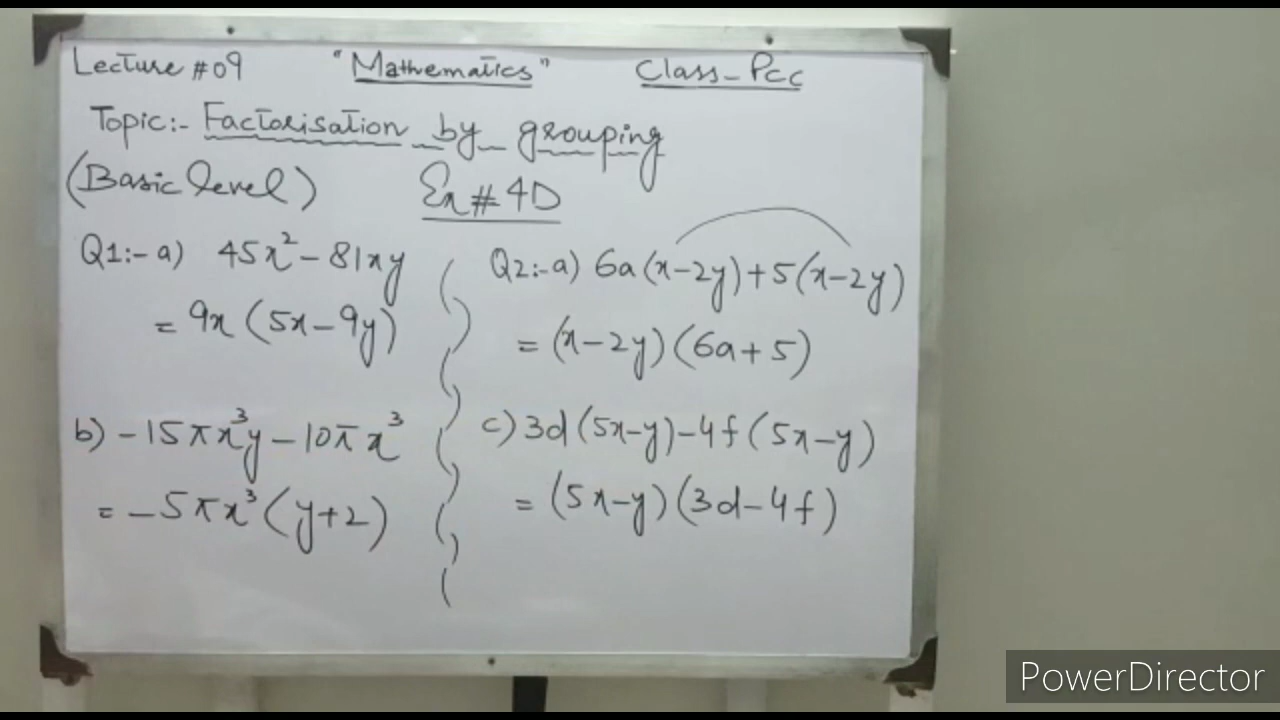 Lecture #09 "Mathematics" Class-PCC
Topic:- Factorisation by grouping
(Basic level) Ex#4D
Q1:- a) 45x² - 81xy
= 9x(5x-9y)
b) -15πx³y - 10πx³
= -5πx³(y+2)
Q2:- a) 6a(x-2y)+5(x-2y)
= (x-2y)(6a+5)
c) 3d(5x-y)-4f(5x-y)
= (5x-y)(3d-4f)
PowerDirector